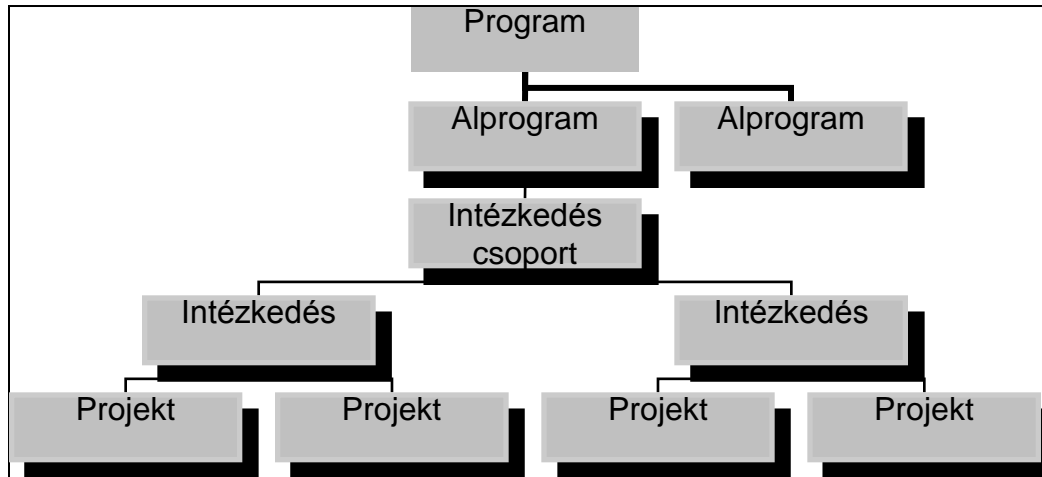 Program
Alprogram
Alprogram
Intézkedés
csoport
Intézkedés
Intézkedés
Projekt
Projekt
Projekt
Projekt